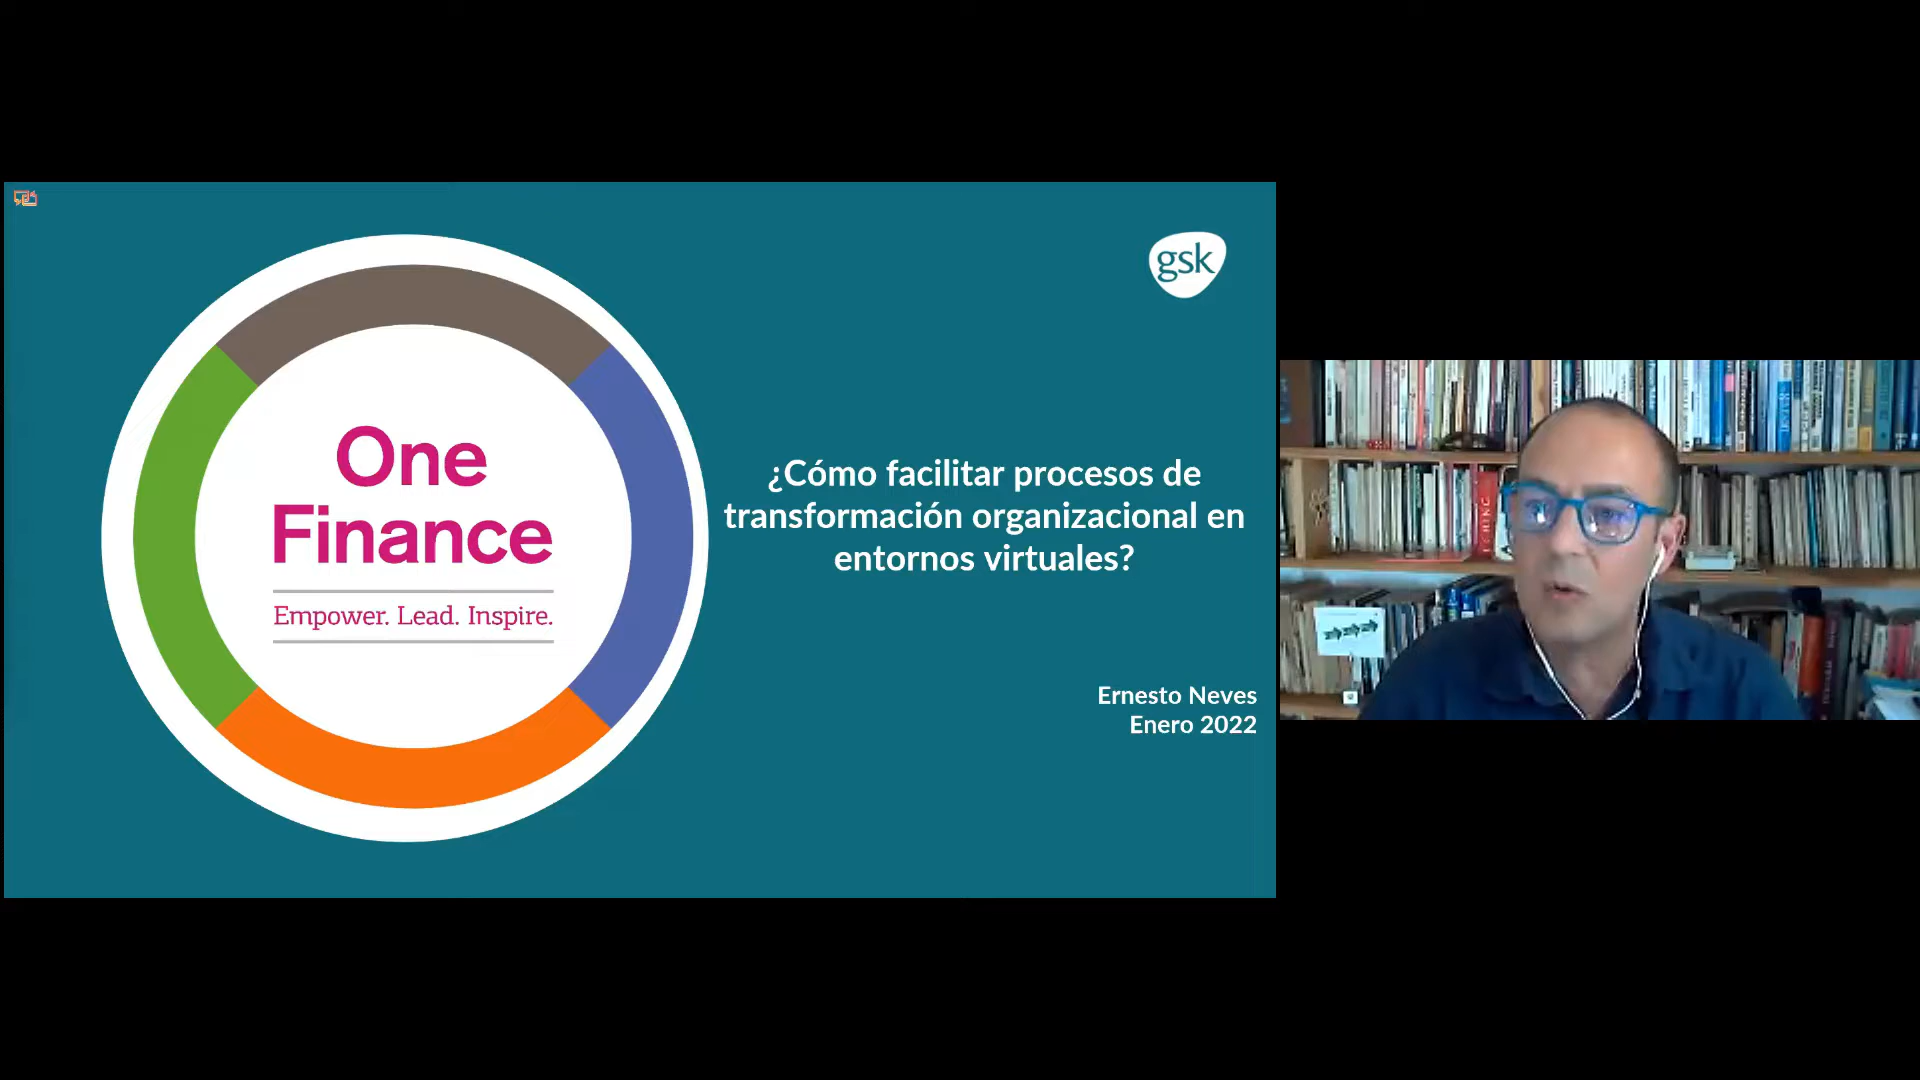 gsk
One
Finance
Empower. Lead. Inspire.
¿Cómo facilitar procesos de
transformación organizacional en
entornos virtuales?
Ernesto Neves
Enero 2022